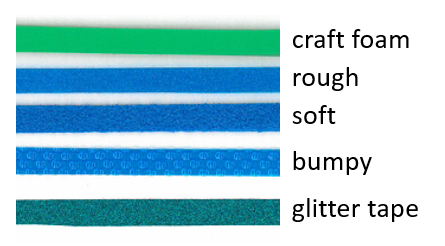 craft foam
rough
soft
bumpy
glitter tape